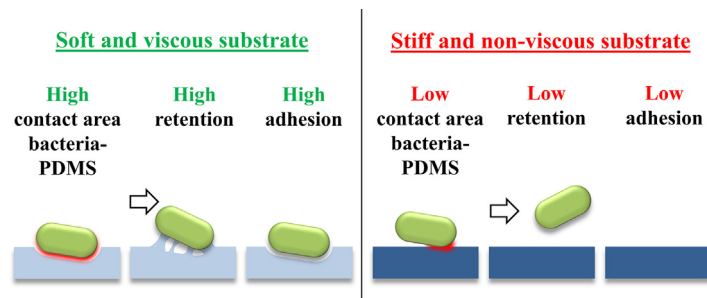 Soft and viscous substrate
High
contact area
bacteria-
PDMS
High
retention
High
adhesion
Stiff and non-viscous substrate
Low
contact area
bacteria-
PDMS
Low
retention
Low
adhesion